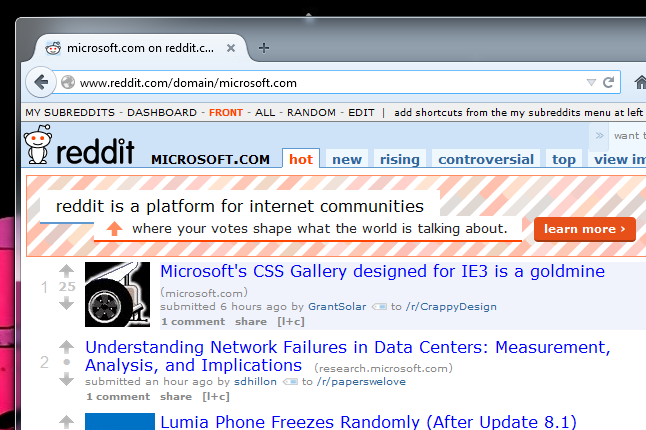 microsoft.com on reddit.c...
www.reddit.com/domain/microsoft.com
MY SUBREDDITS - DASHBOARD - FRONT - ALL - RANDOM - EDIT | add shortcuts from the my subreddits menu at left
reddit MICROSOFT.COM hot new rising controversial top view im
» want t
reddit is a platform for internet communities
where your votes shape what the world is talking about. learn more ›
1 25 Microsoft's CSS Gallery designed for IE3 is a goldmine
(microsoft.com)
submitted 6 hours ago by GrantSolar to /r/CrappyDesign
1 comment share [l+c]
2 • Understanding Network Failures in Data Centers: Measurement,
Analysis, and Implications (research.microsoft.com)
submitted an hour ago by sdhillon to /r/paperswelove
1 comment share [l+c]
Lumia Phone Freezes Randomly (After Update 8.1)